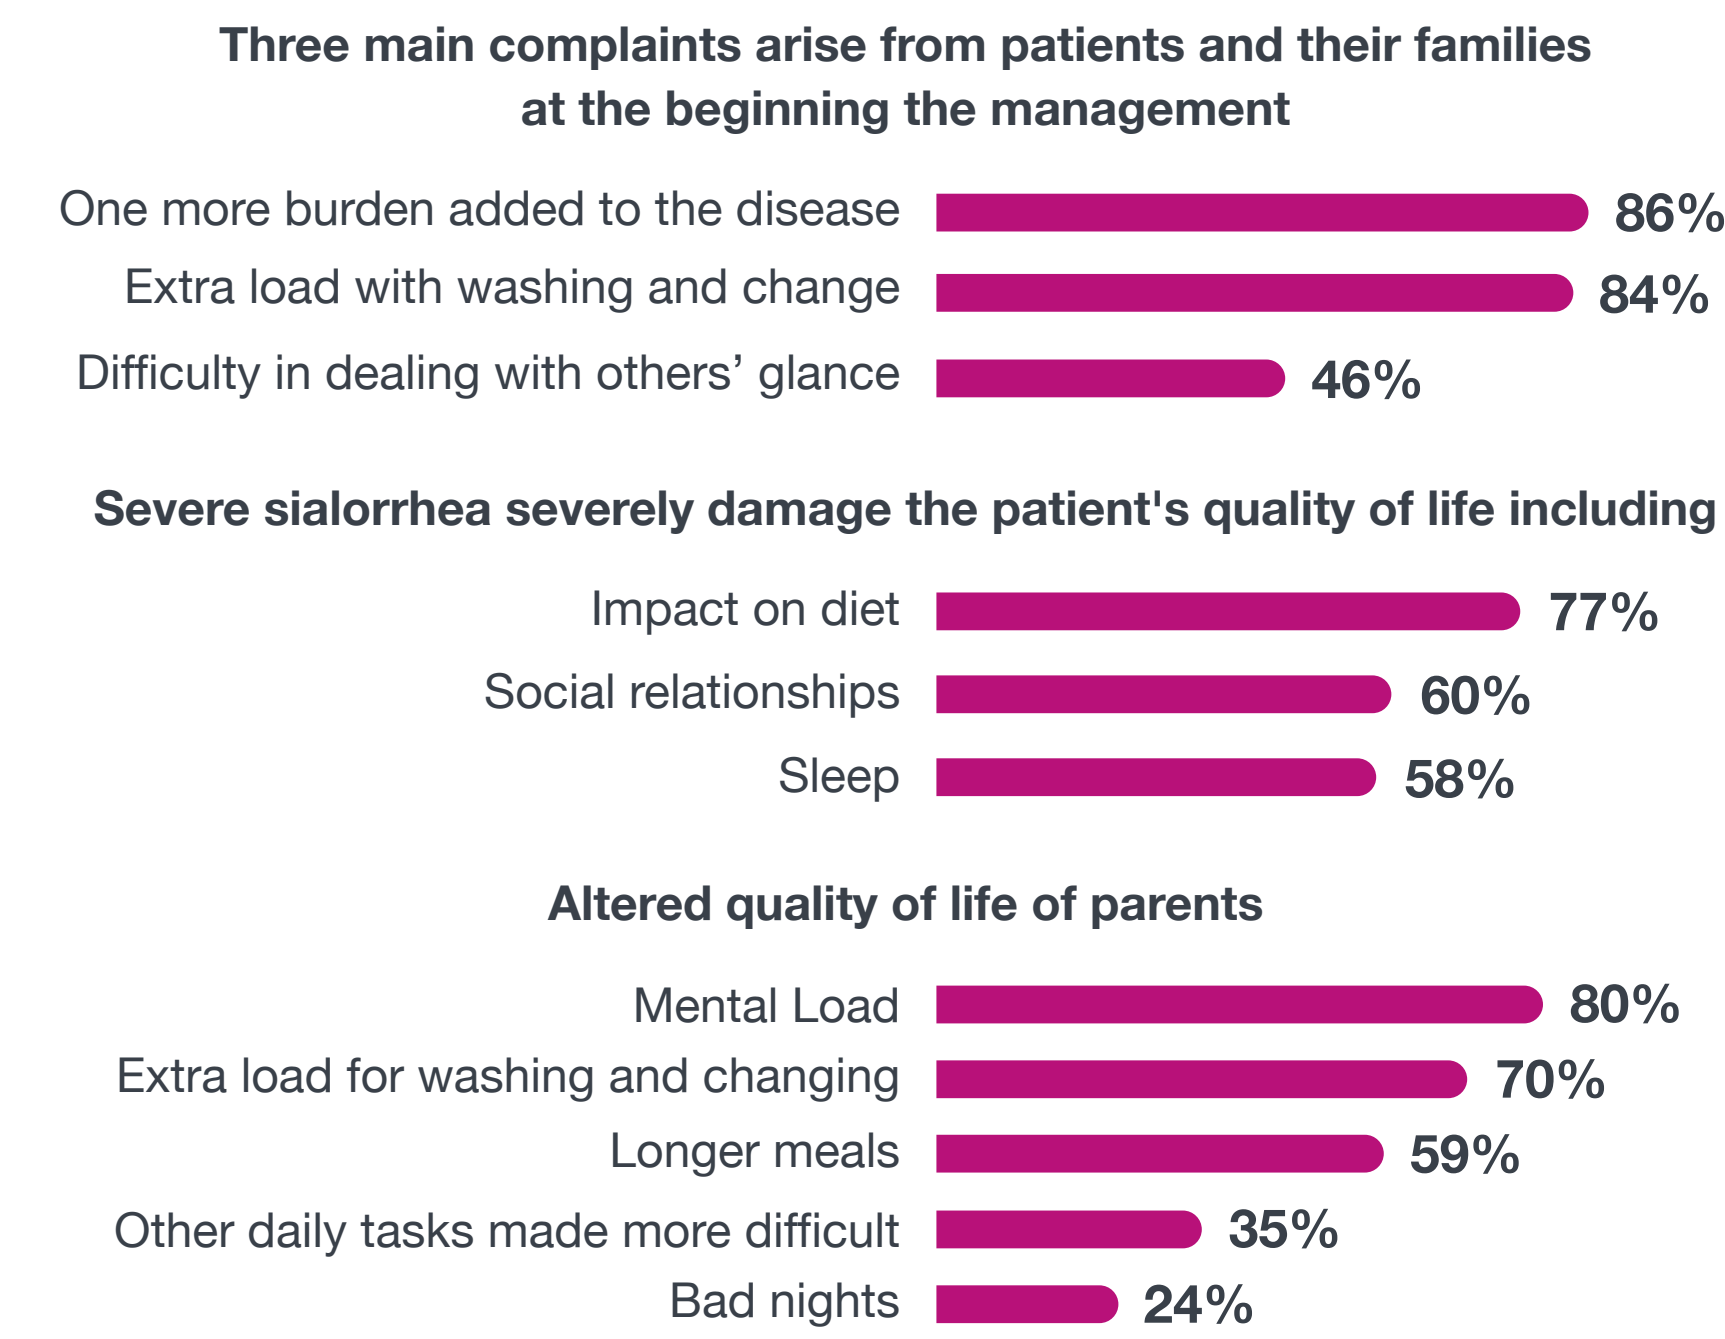 Three main complaints arise from patients and their families
at the beginning the management
One more burden added to the disease 86%
Extra load with washing and change 84%
Difficulty in dealing with others’ glance 46%
Severe sialorrhea severely damage the patient's quality of life including
Impact on diet 77%
Social relationships 60%
Sleep 58%
Altered quality of life of parents
Mental Load 80%
Extra load for washing and changing 70%
Longer meals 59%
Other daily tasks made more difficult 35%
Bad nights 24%